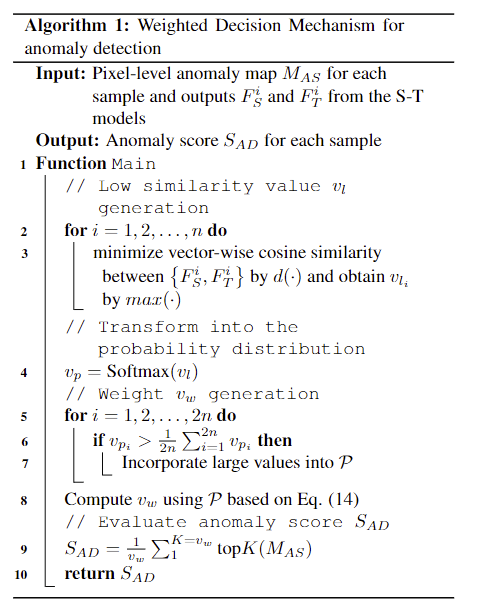 Algorithm 1: Weighted Decision Mechanism for
anomaly detection
Input: Pixel-level anomaly map $M_{AS}$ for each
sample and outputs $F_S^i$ and $F_T^i$ from the S-T
models
Output: Anomaly score $S_{AD}$ for each sample
1 Function Main
// Low similarity value $v_l$
generation
2 for $i = 1, 2, \ldots, n$ do
3 minimize vector-wise cosine similarity
between $\{F_S^i, F_T^i\}$ by $d(\cdot)$ and obtain $v_{l_i}$
by $max(\cdot)$
// Transform into the
probability distribution
4 $v_p = \text{Softmax}(v_l)$
// Weight $v_w$ generation
5 for $i = 1, 2, \ldots, 2n$ do
6 if $v_{p_i} > \frac{1}{2n} \sum_{i=1}^{2n} v_{p_i}$ then
7 Incorporate large values into $\mathcal{P}$
8 Compute $v_w$ using $\mathcal{P}$ based on Eq. (14)
// Evaluate anomaly score $S_{AD}$
9 $S_{AD} = \frac{1}{v_w} \sum_{1}^{K=v_w} \text{top}K(M_{AS})$
10 return $S_{AD}$